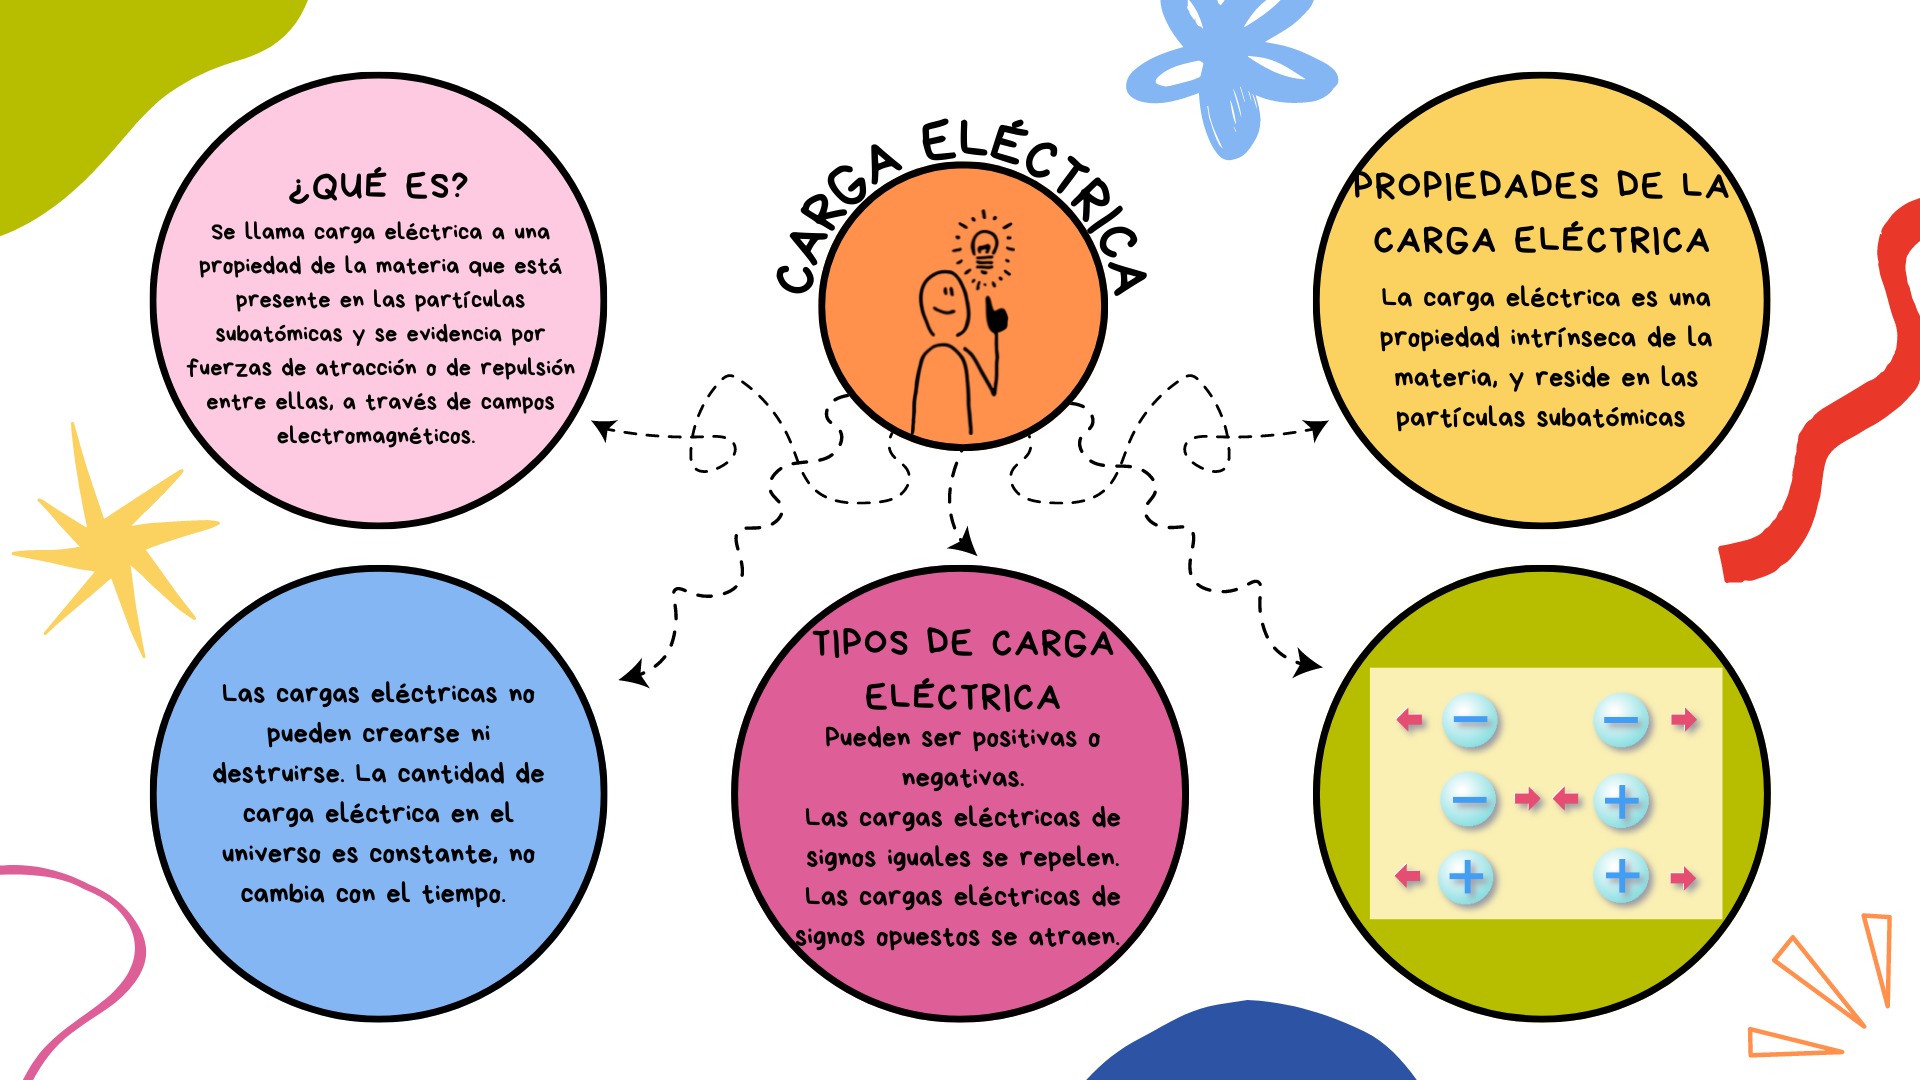 CARGA ELÉCTRICA
¿QUÉ ES?
Se llama carga eléctrica a una
propiedad de la materia que está
presente en las partículas
subatómicas y se evidencia por
fuerzas de atracción o de repulsión
entre ellas, a través de campos
electromagnéticos.
PROPIEDADES DE LA
CARGA ELÉCTRICA
La carga eléctrica es una
propiedad intrínseca de la
materia, y reside en las
partículas subatómicas
Las cargas eléctricas no
pueden crearse ni
destruirse. La cantidad de
carga eléctrica en el
universo es constante, no
cambia con el tiempo.
TIPOS DE CARGA
ELÉCTRICA
Pueden ser positivas o
negativas.
Las cargas eléctricas de
signos iguales se repelen.
Las cargas eléctricas de
signos opuestos se atraen.
− −
− +
+ +